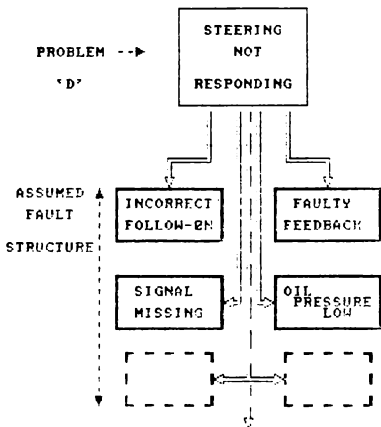 STEERING
NOT
RESPONDING
PROBLEM -->
'D'
ASSUMED
FAULT
STRUCTURE
INCORRECT
FOLLOW-ON
FAULTY
FEEDBACK
SIGNAL
MISSING
OIL
PRESSURE
LOW